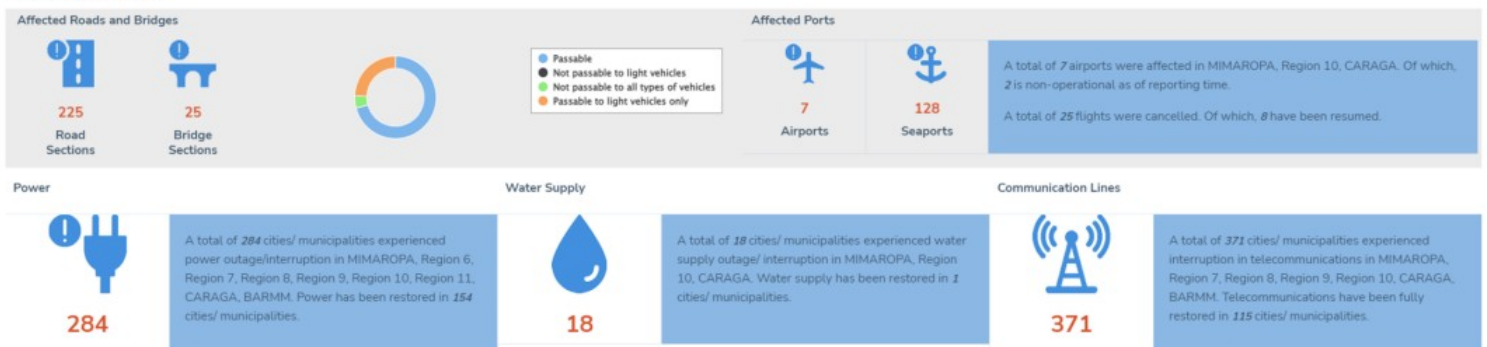 Affected Roads and Bridges
225
Road
Sections
25
Bridge
Sections
Passable
Not passable to light vehicles
Not passable to all types of vehicles
Passable to light vehicles only
Affected Ports
7
Airports
128
Seaports
A total of 7 airports were affected in MIMAROPA, Region 10, CARAGA. Of which,
2 is non-operational as of reporting time.
A total of 25 flights were cancelled. Of which, 8 have been resumed.
Power
284
A total of 284 cities/ municipalities experienced
power outage/interruption in MIMAROPA, Region 6,
Region 7, Region 8, Region 9, Region 10, Region 11,
CARAGA, BARMM. Power has been restored in 154
cities/ municipalities.
Water Supply
18
A total of 18 cities/ municipalities experienced water
supply outage/ interruption in MIMAROPA, Region
10, CARAGA. Water supply has been restored in 1
cities/ municipalities.
Communication Lines
371
A total of 371 cities/ municipalities experienced
interruption in telecommunications in MIMAROPA,
Region 7, Region 8, Region 9, Region 10, CARAGA,
BARMM. Telecommunications have been fully
restored in 115 cities/ municipalities.